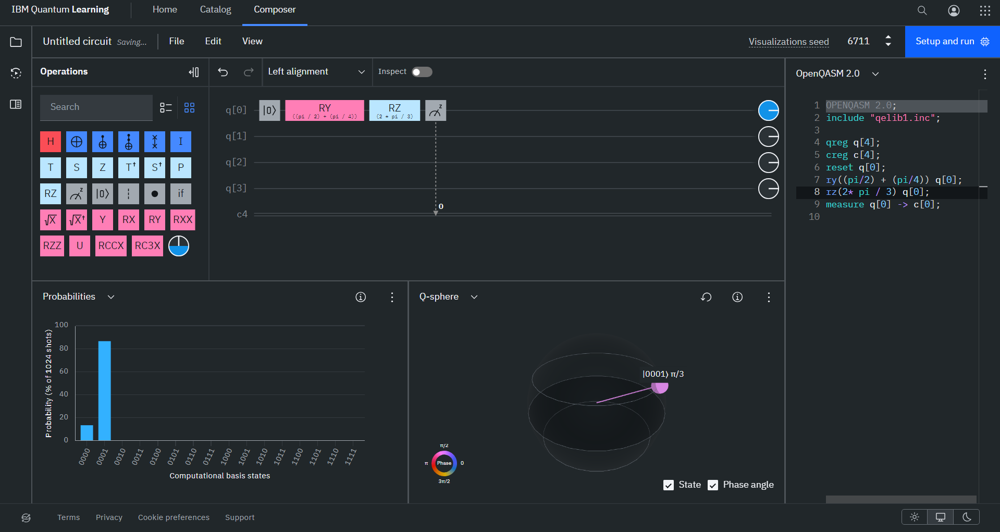 IBM Quantum Learning
Home
Catalog
Composer
Untitled circuit Saving...
File
Edit
View
Visualizations seed
6711
Setup and run
Operations
Left alignment
Inspect
OpenQASM 2.0
Search
H
I
T
S
Z
T†
S†
P
RZ
z
|0⟩
if
√X
√X†
Y
RX
RY
RXX
RZZ
U
RCCX
RC3X
q[0]
|0⟩
RY
((pi / 2) + (pi / 4))
RZ
(2 * pi / 3)
z
q[1]
q[2]
q[3]
c4
0
1 OPENQASM 2.0;
2 include "qelib1.inc";
3
4 qreg q[4];
5 creg c[4];
6 reset q[0];
7 ry((pi/2) + (pi/4)) q[0];
8 rz(2* pi / 3) q[0];
9 measure q[0] -> c[0];
10
Probabilities
Probability (% of 1024 shots)
100
80
60
40
20
0
0000
0001
0010
0011
0100
0101
0110
0111
1000
1001
1010
1011
1100
1101
1110
1111
Computational basis states
Q-sphere
|0001⟩ π/3
π/2
π
Phase
0
3π/2
State
Phase angle
Terms
Privacy
Cookie preferences
Support